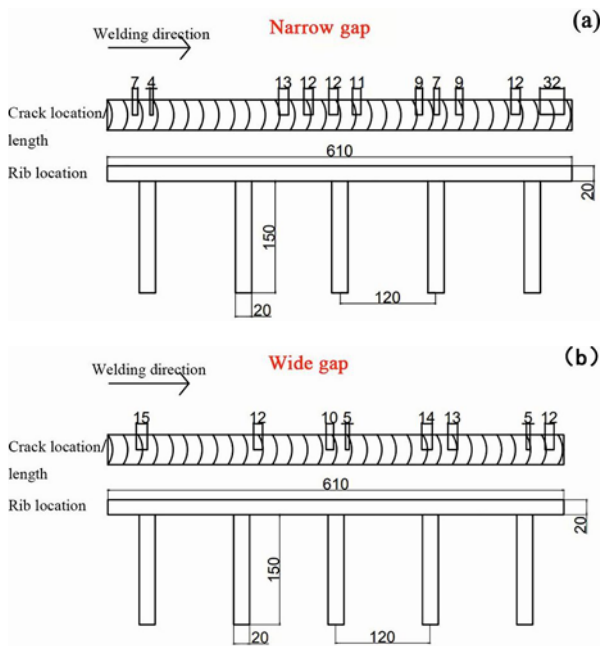 (a)
Narrow gap
Welding direction
7 4 13 12 12 11 9 7 9 12 32
Crack location/
length
610
Rib location
20
150
120
20
(b)
Wide gap
Welding direction
15 12 10 5 14 13 5 12
Crack location/
length
610
Rib location
20
150
120
20